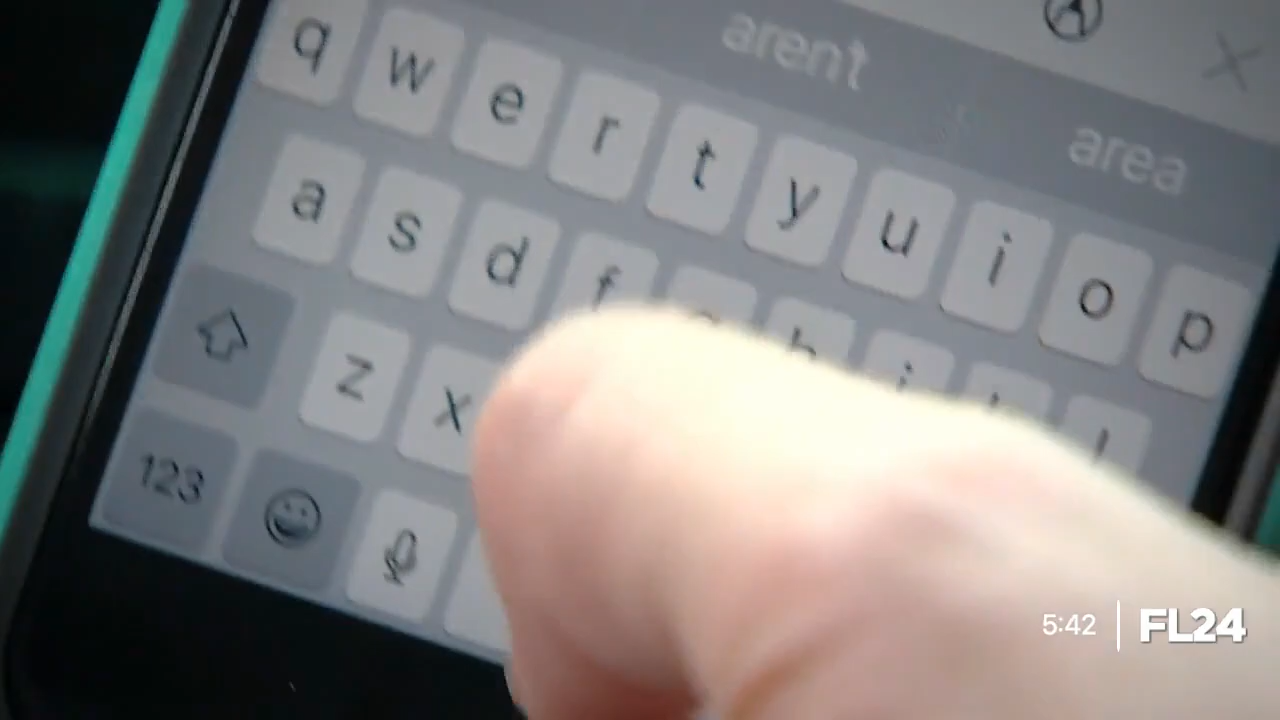 arent area
q w e r t y u i o p
a s d f g h j k l
z x
123
5:42 FL24